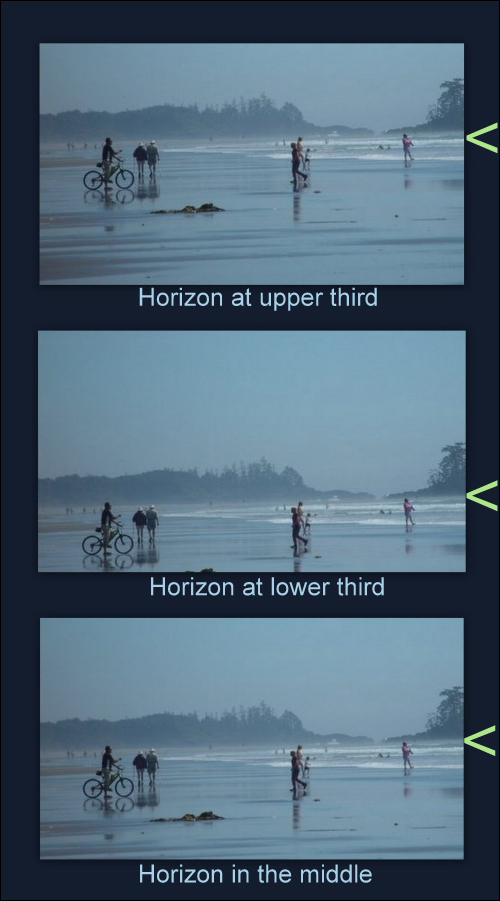 <
Horizon at upper third
<
Horizon at lower third
<
Horizon in the middle